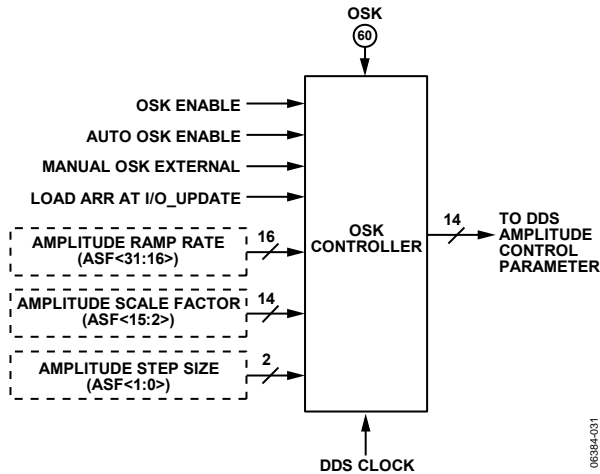 OSK
60
OSK ENABLE
AUTO OSK ENABLE
MANUAL OSK EXTERNAL
LOAD ARR AT I/O_UPDATE
AMPLITUDE RAMP RATE
(ASF<31:16>)
16
AMPLITUDE SCALE FACTOR
(ASF<15:2>)
14
AMPLITUDE STEP SIZE
(ASF<1:0>)
2
OSK
CONTROLLER
14
TO DDS
AMPLITUDE
CONTROL
PARAMETER
DDS CLOCK
06384-031